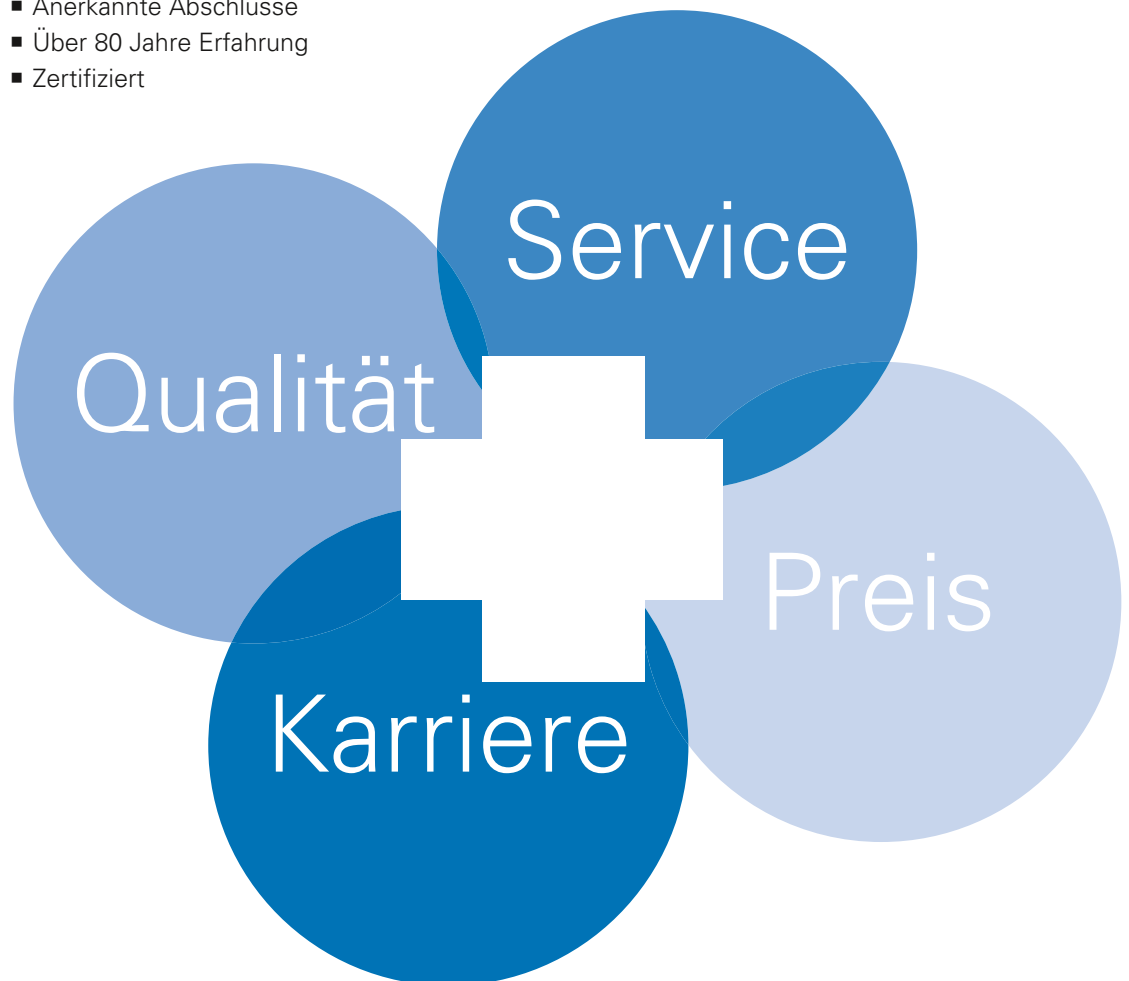 ▪ Anerkannte Abschlüsse
▪ Über 80 Jahre Erfahrung
▪ Zertifiziert
Service
Qualität
Preis
Karriere